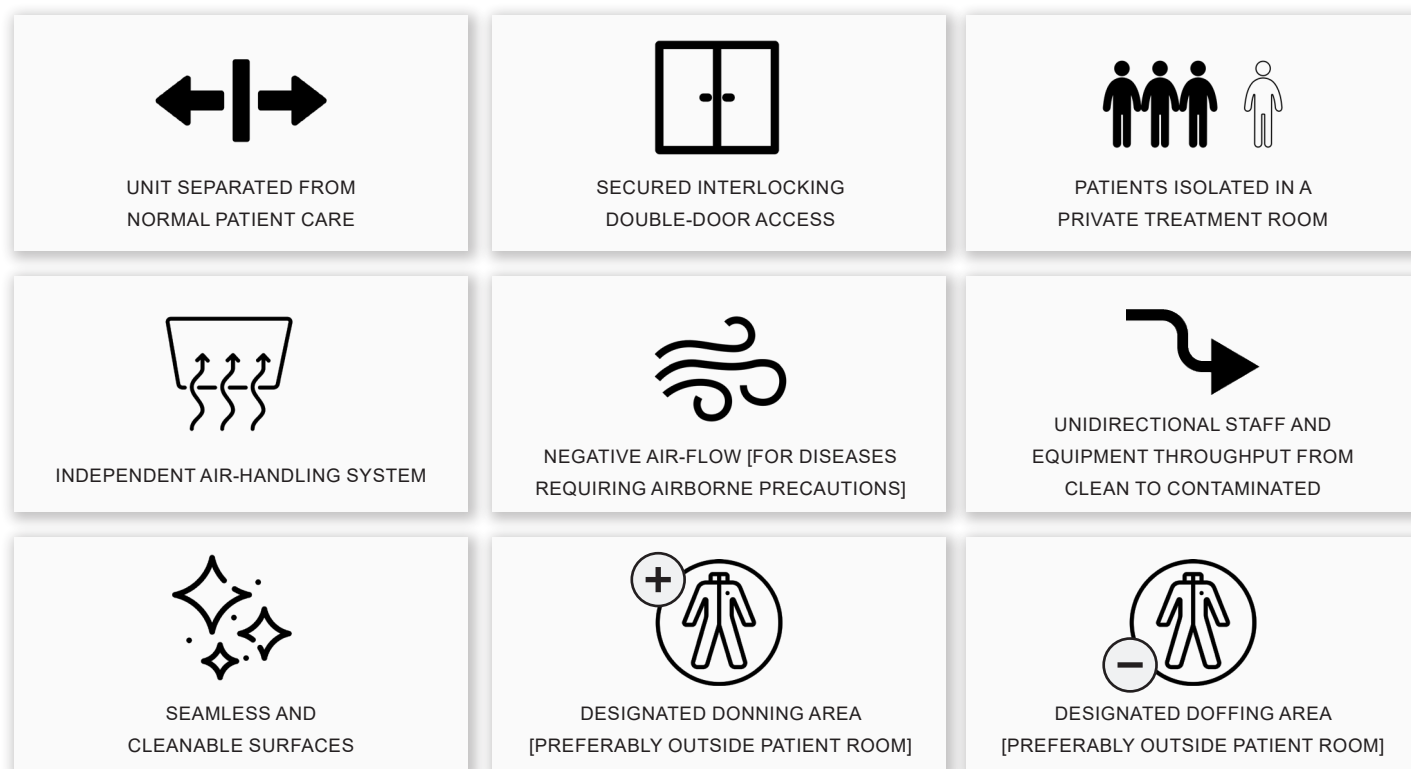 UNIT SEPARATED FROM
NORMAL PATIENT CARE
SECURED INTERLOCKING
DOUBLE-DOOR ACCESS
PATIENTS ISOLATED IN A
PRIVATE TREATMENT ROOM
INDEPENDENT AIR-HANDLING SYSTEM
NEGATIVE AIR-FLOW [FOR DISEASES
REQUIRING AIRBORNE PRECAUTIONS]
UNIDIRECTIONAL STAFF AND
EQUIPMENT THROUGHPUT FROM
CLEAN TO CONTAMINATED
SEAMLESS AND
CLEANABLE SURFACES
DESIGNATED DONNING AREA
[PREFERABLY OUTSIDE PATIENT ROOM]
DESIGNATED DOFFING AREA
[PREFERABLY OUTSIDE PATIENT ROOM]